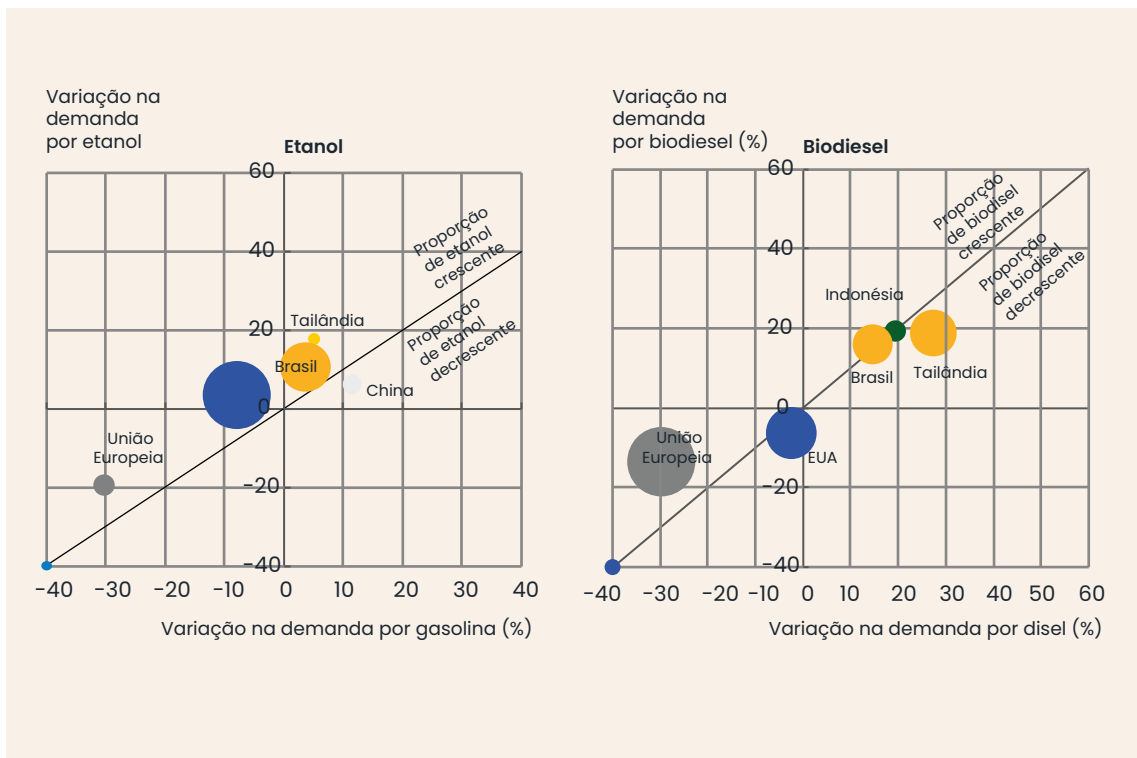 Variação na
demanda
por etanol
Etanol
60
40
20
0
−20
−40
−40 −30 −20 −10 0 10 20 30 40
Variação na demanda por gasolina (%)
Proporção
de etanol
crescente
Proporção
de etanol
decrescente
Tailândia
Brasil
China
União
Europeia
Variação na
demanda
por biodiesel (%)
Biodiesel
60
40
20
0
−20
−40
−40 −30 −20 −10 0 10 20 30 40 50 60
Variação na demanda por disel (%)
Proporção
de biodísel
crescente
Proporção
de biodísel
decrescente
Indonésia
Brasil
Tailândia
União
Europeia
EUA